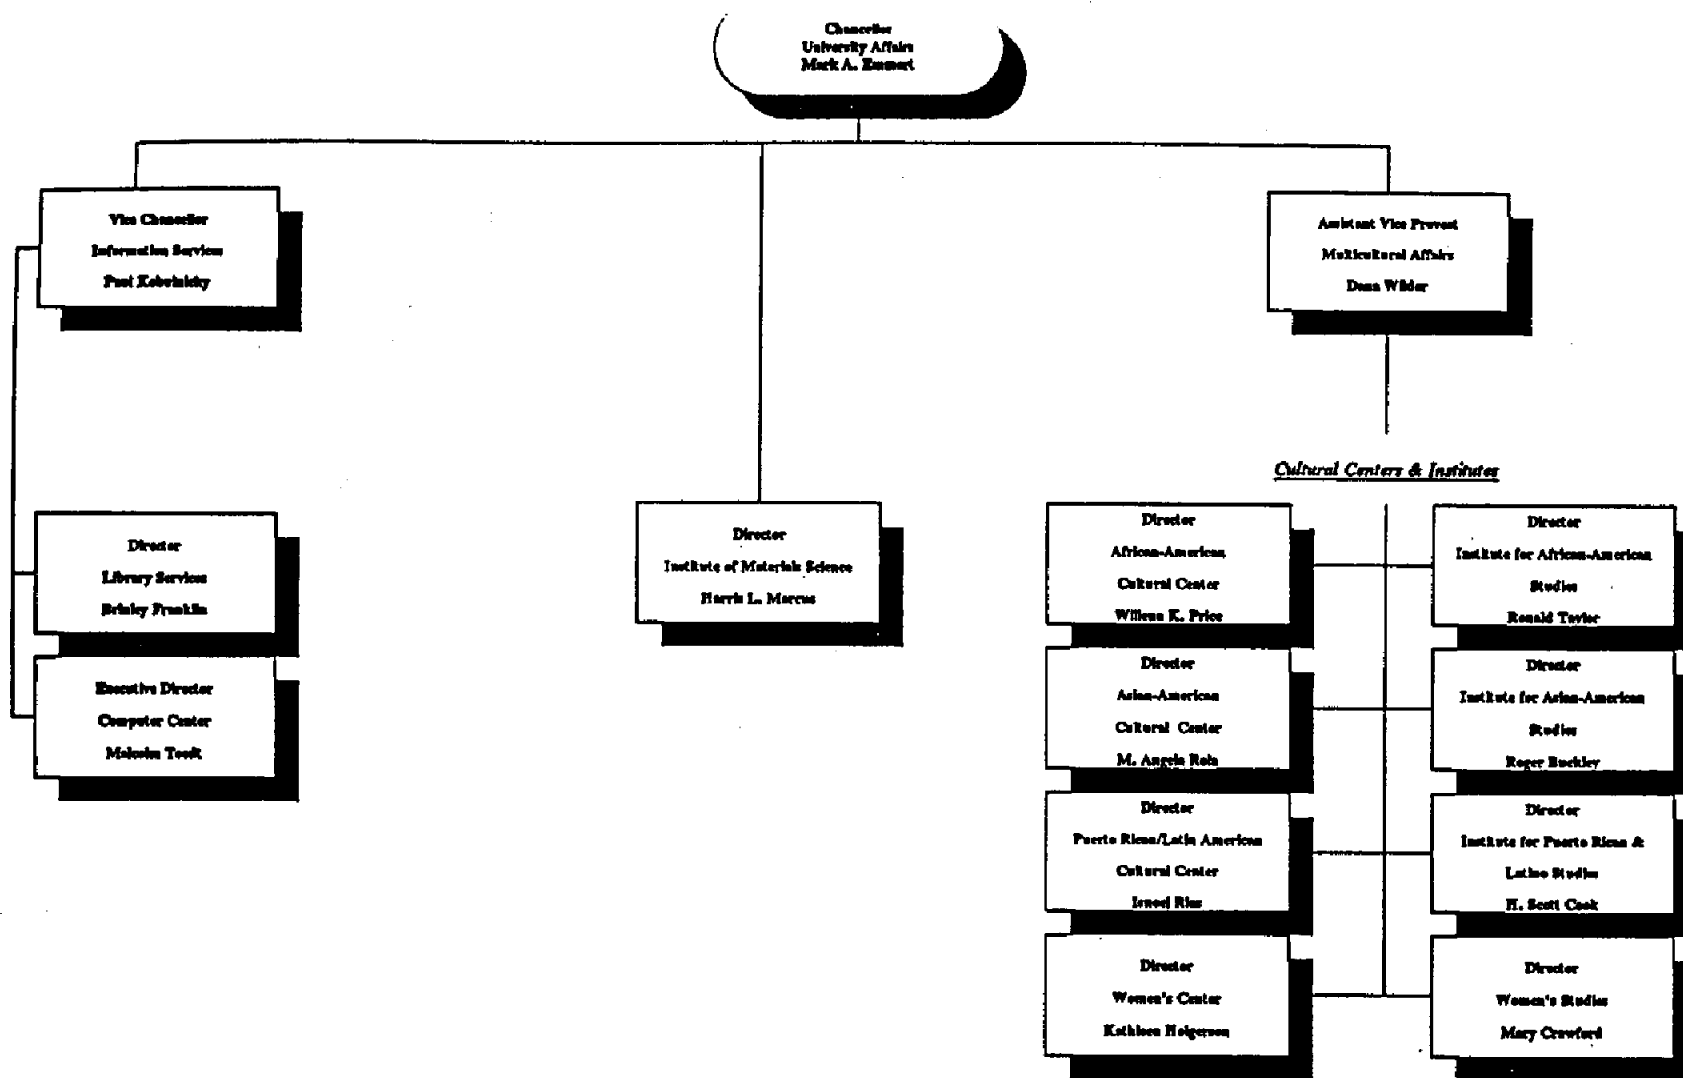 Chancellor
University Affairs
Mark A. Emmert
Vice Chancellor
Information Services
Paul Kobulnicky
Assistant Vice Provost
Multicultural Affairs
Dana Wilder
Cultural Centers & Institutes
Director
Library Services
Brinley Franklin
Executive Director
Computer Center
Malcolm Toedt
Director
Institute of Materials Science
Harris L. Marcus
Director
African-American
Cultural Center
Willena K. Price
Director
Institute for African-American
Studies
Ronald Taylor
Director
Asian-American
Cultural Center
M. Angela Rola
Director
Institute for Asian-American
Studies
Roger Buckley
Director
Puerto Rican/Latin American
Cultural Center
Isnoel Rios
Director
Institute for Puerto Rican &
Latino Studies
H. Scott Cook
Director
Women's Center
Kathleen Holgerson
Director
Women's Studies
Mary Crawford